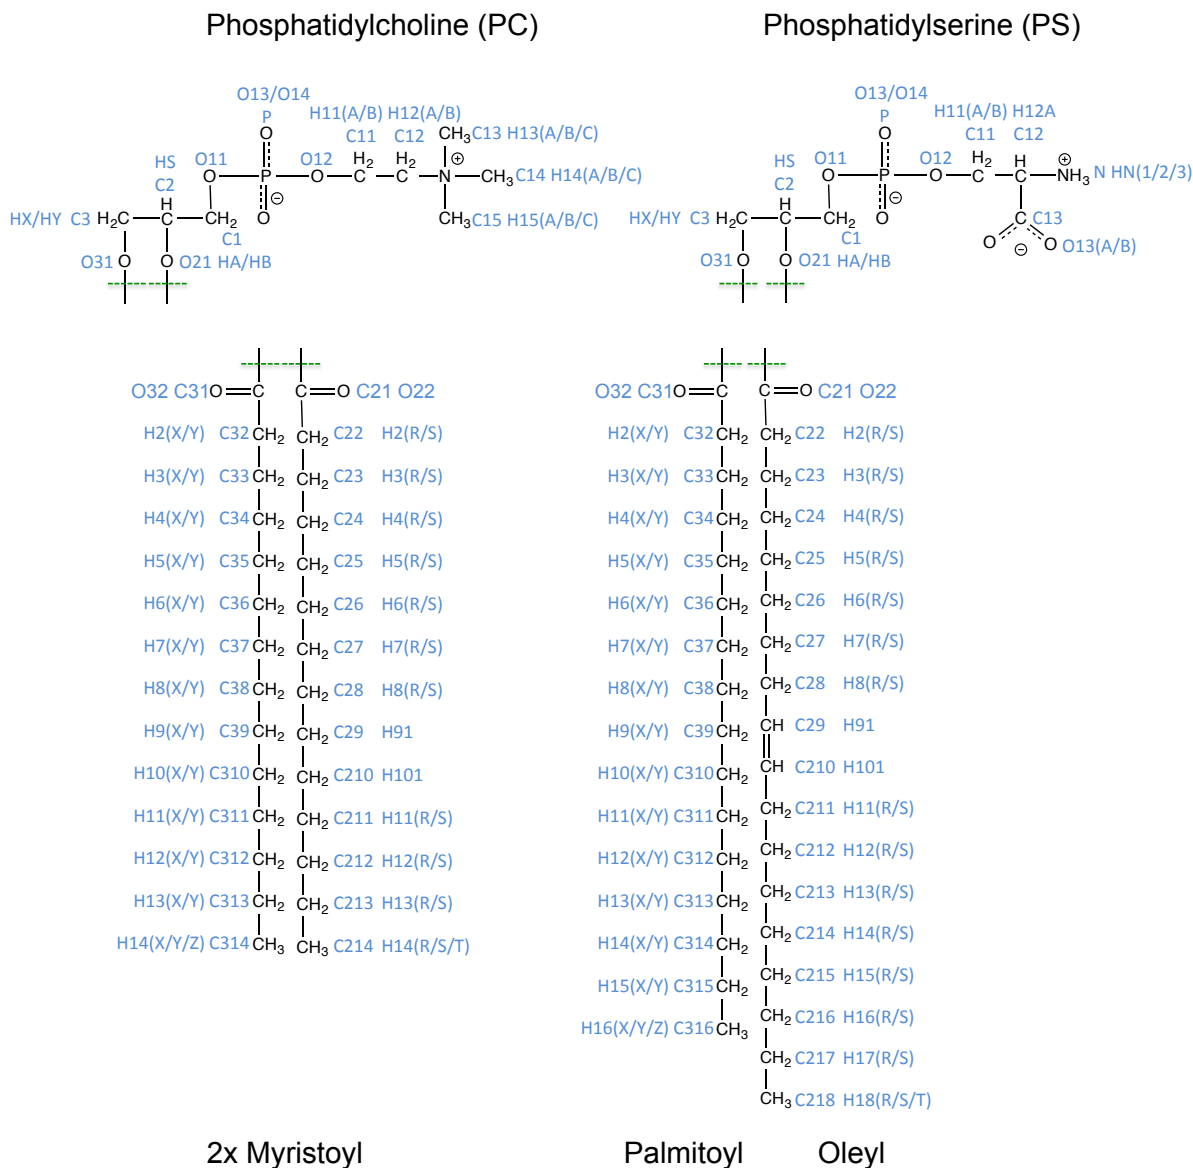 Phosphatidylcholine (PC)
Phosphatidylserine (PS)
O13/O14
P
O
H11(A/B) H12(A/B)
C11 C12
CH3 C13 H13(A/B/C)
HS
C2
O11
O12
H2 H2
O P O C C N ⊕ CH3 C14 H14(A/B/C)
H
O ⊖
CH3 C15 H15(A/B/C)
HX/HY C3 H2C C C CH2
C1
O31 O O O21 HA/HB
O13/O14
P
O
H11(A/B) H12A
C11 C12
HS
C2
O11
O12
H2 H ⊕
O P O C C NH3 N HN(1/2/3)
H
O ⊖
HX/HY C3 H2C C CH2
C C13
C1
O ⊖ O O13(A/B)
O31 O O O21 HA/HB
O32 C31 O C C O C21 O22
H2(X/Y) C32 CH2 CH2 C22 H2(R/S)
H3(X/Y) C33 CH2 CH2 C23 H3(R/S)
H4(X/Y) C34 CH2 CH2 C24 H4(R/S)
H5(X/Y) C35 CH2 CH2 C25 H5(R/S)
H6(X/Y) C36 CH2 CH2 C26 H6(R/S)
H7(X/Y) C37 CH2 CH2 C27 H7(R/S)
H8(X/Y) C38 CH2 CH2 C28 H8(R/S)
H9(X/Y) C39 CH2 CH2 C29 H91
H10(X/Y) C310 CH2 CH2 C210 H101
H11(X/Y) C311 CH2 CH2 C211 H11(R/S)
H12(X/Y) C312 CH2 CH2 C212 H12(R/S)
H13(X/Y) C313 CH2 CH2 C213 H13(R/S)
H14(X/Y/Z) C314 CH3 CH3 C214 H14(R/S/T)
O32 C31 O C C O C21 O22
H2(X/Y) C32 CH2 CH2 C22 H2(R/S)
H3(X/Y) C33 CH2 CH2 C23 H3(R/S)
H4(X/Y) C34 CH2 CH2 C24 H4(R/S)
H5(X/Y) C35 CH2 CH2 C25 H5(R/S)
H6(X/Y) C36 CH2 CH2 C26 H6(R/S)
H7(X/Y) C37 CH2 CH2 C27 H7(R/S)
H8(X/Y) C38 CH2 CH2 C28 H8(R/S)
H9(X/Y) C39 CH2 CH C29 H91
H10(X/Y) C310 CH2 CH C210 H101
H11(X/Y) C311 CH2 CH2 C211 H11(R/S)
H12(X/Y) C312 CH2 CH2 C212 H12(R/S)
H13(X/Y) C313 CH2 CH2 C213 H13(R/S)
H14(X/Y) C314 CH2 CH2 C214 H14(R/S)
H15(X/Y) C315 CH2 CH2 C215 H15(R/S)
H16(X/Y/Z) C316 CH3 CH2 C216 H16(R/S)
CH2 C217 H17(R/S)
CH3 C218 H18(R/S/T)
2x Myristoyl
Palmitoyl
Oleyl